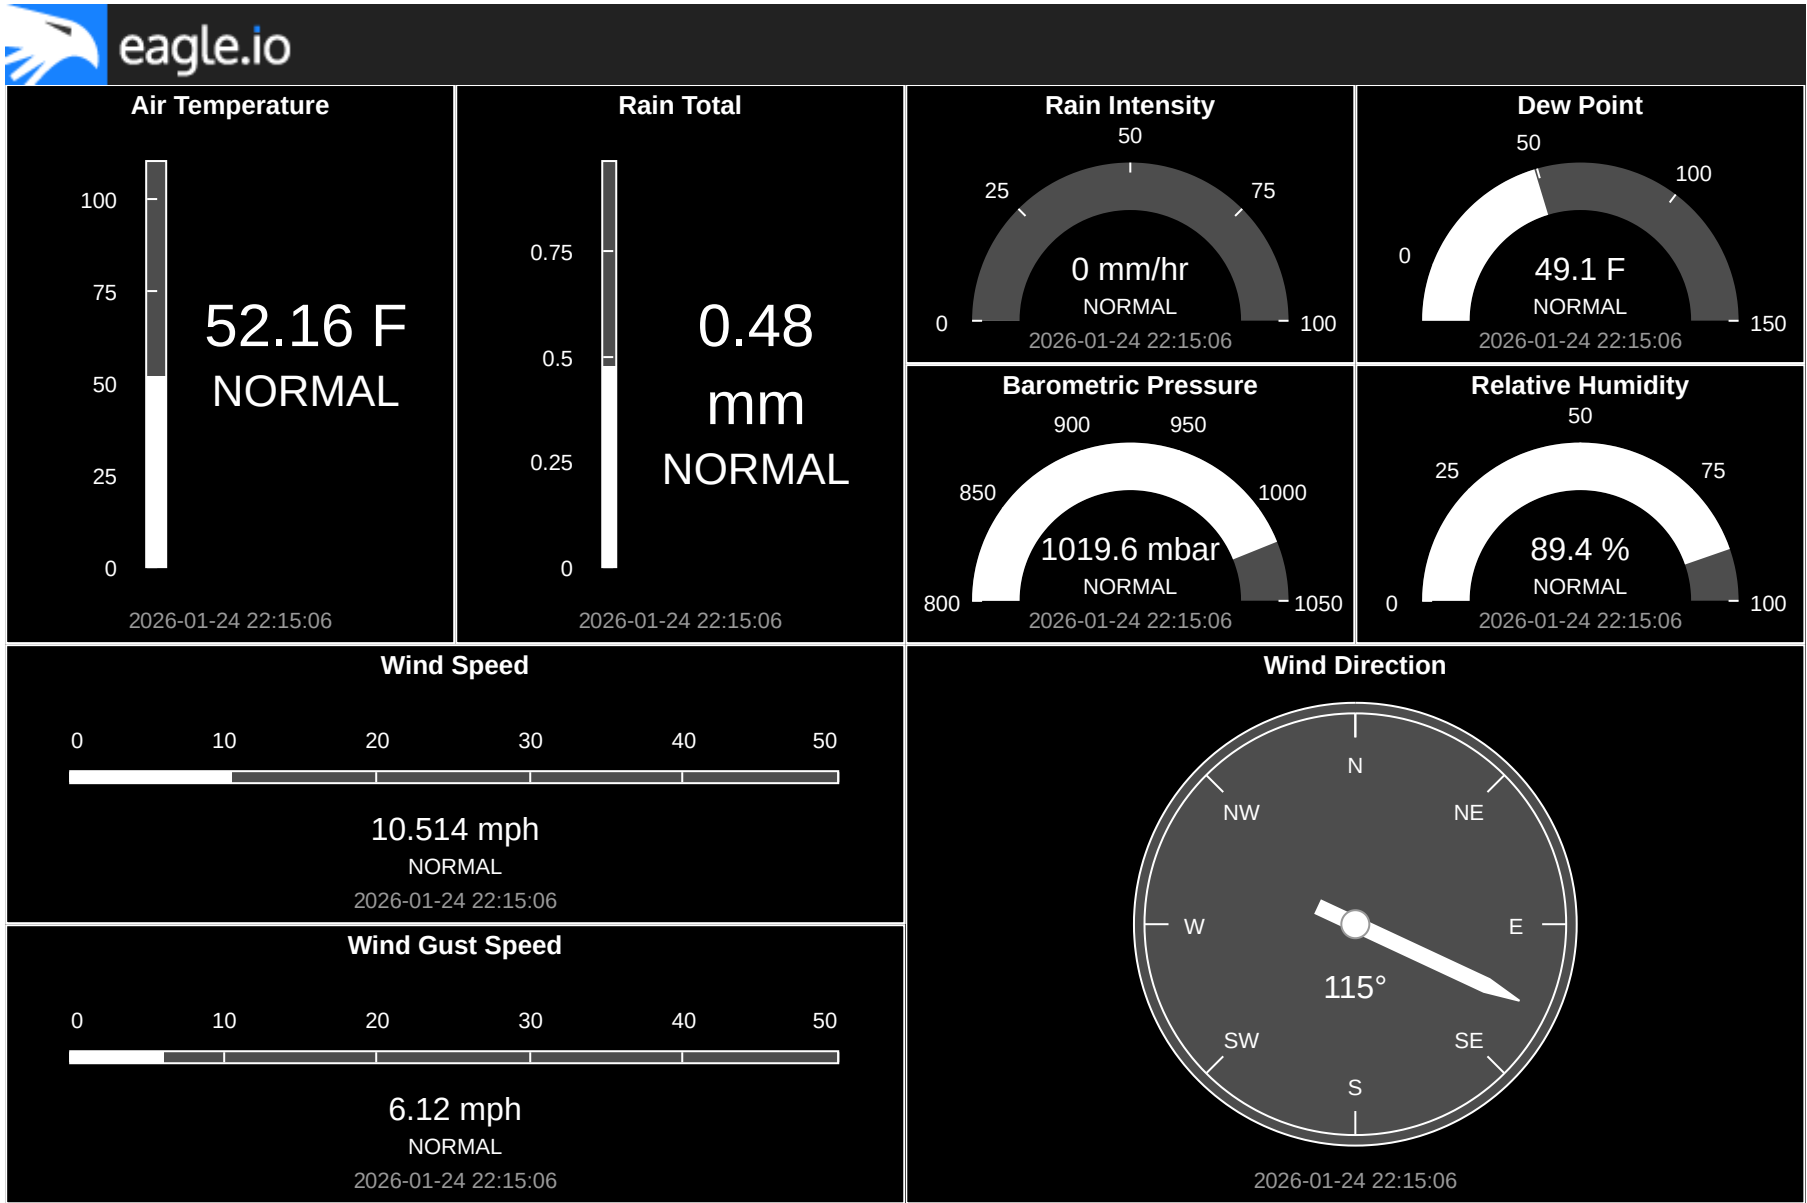 eagle.io
Air Temperature
100
75
50
25
0
52.16 F
NORMAL
2026-01-24 22:15:06
Rain Total
0.75
0.5
0.25
0
0.48
mm
NORMAL
2026-01-24 22:15:06
Rain Intensity
0
25
50
75
100
0 mm/hr
NORMAL
2026-01-24 22:15:06
Dew Point
0
50
100
150
49.1 F
NORMAL
2026-01-24 22:15:06
Barometric Pressure
800
850
900
950
1000
1050
1019.6 mbar
NORMAL
2026-01-24 22:15:06
Relative Humidity
0
25
50
75
100
89.4 %
NORMAL
2026-01-24 22:15:06
Wind Speed
0 10 20 30 40 50
10.514 mph
NORMAL
2026-01-24 22:15:06
Wind Gust Speed
0 10 20 30 40 50
6.12 mph
NORMAL
2026-01-24 22:15:06
Wind Direction
N
NW NE
W E
115°
SW SE
S
2026-01-24 22:15:06